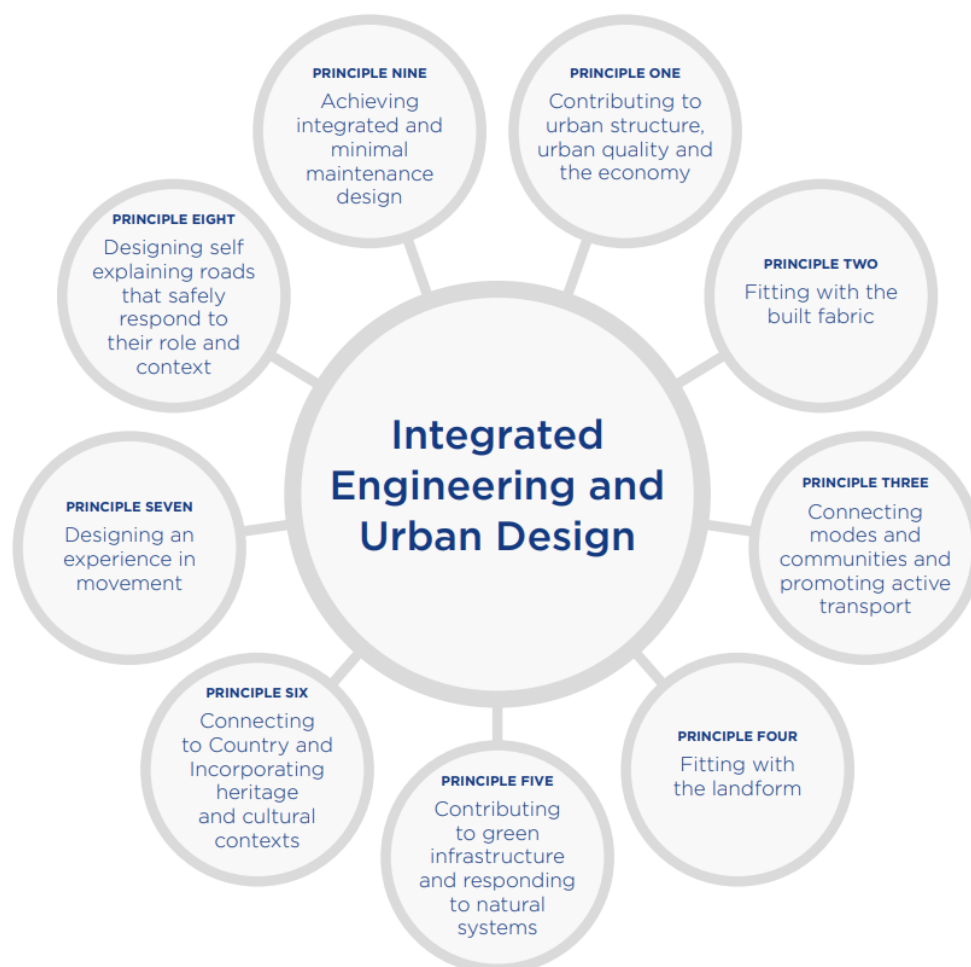 Integrated
Engineering and
Urban Design
PRINCIPLE ONE
Contributing to
urban structure,
urban quality and
the economy
PRINCIPLE TWO
Fitting with the
built fabric
PRINCIPLE THREE
Connecting
modes and
communities and
promoting active
transport
PRINCIPLE FOUR
Fitting with
the landform
PRINCIPLE FIVE
Contributing
to green
infrastructure
and responding
to natural
systems
PRINCIPLE SIX
Connecting
to Country and
Incorporating
heritage
and cultural
contexts
PRINCIPLE SEVEN
Designing an
experience in
movement
PRINCIPLE EIGHT
Designing self
explaining roads
that safely
respond to
their role and
context
PRINCIPLE NINE
Achieving
integrated and
minimal
maintenance
design